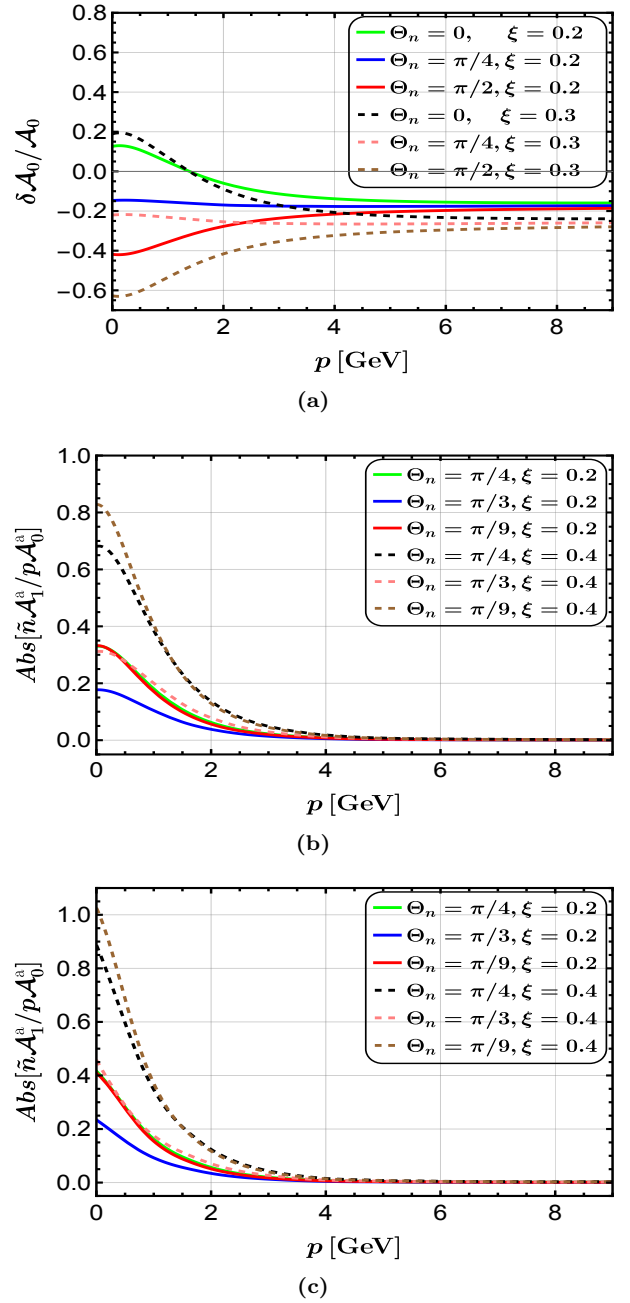 0.8
0.6
0.4
0.2
0.0
−0.2
−0.4
−0.6
δ𝒜₀/𝒜₀
Θₙ = 0, ξ = 0.2
Θₙ = π/4, ξ = 0.2
Θₙ = π/2, ξ = 0.2
Θₙ = 0, ξ = 0.3
Θₙ = π/4, ξ = 0.3
Θₙ = π/2, ξ = 0.3
0 2 4 6 8
p [GeV]
(a)
1.0
0.8
0.6
0.4
0.2
0.0
Abs[ñ𝒜₁ᵃ/p𝒜₀ᵃ]
Θₙ = π/4, ξ = 0.2
Θₙ = π/3, ξ = 0.2
Θₙ = π/9, ξ = 0.2
Θₙ = π/4, ξ = 0.4
Θₙ = π/3, ξ = 0.4
Θₙ = π/9, ξ = 0.4
0 2 4 6 8
p [GeV]
(b)
1.0
0.8
0.6
0.4
0.2
0.0
Abs[ñ𝒜₁ᵃ/p𝒜₀ᵃ]
Θₙ = π/4, ξ = 0.2
Θₙ = π/3, ξ = 0.2
Θₙ = π/9, ξ = 0.2
Θₙ = π/4, ξ = 0.4
Θₙ = π/3, ξ = 0.4
Θₙ = π/9, ξ = 0.4
0 2 4 6 8
p [GeV]
(c)